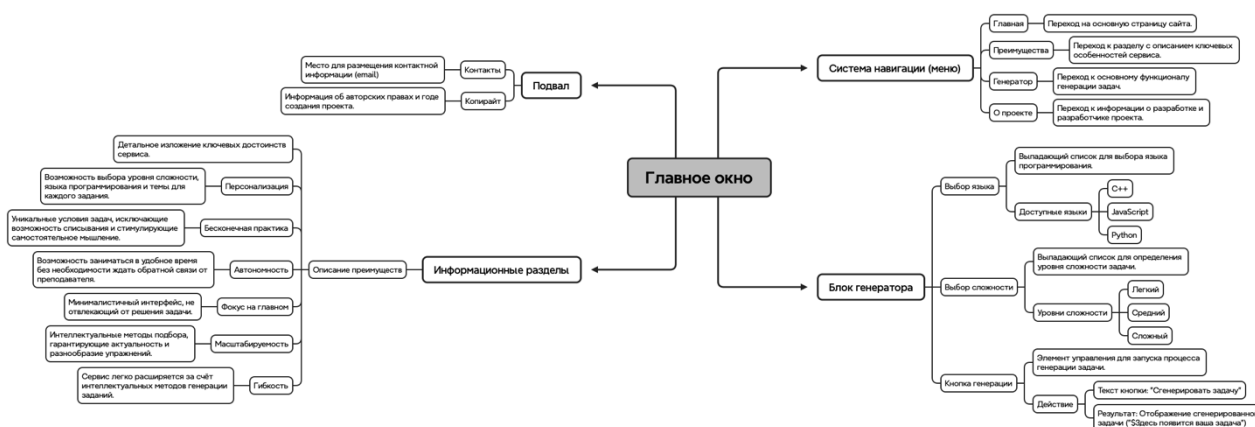 Главное окно
Система навигации (меню)
Главная
Переход на основную страницу сайта.
Преимущества
Переход к разделу с описанием ключевых
особенностей сервиса.
Генератор
Переход к основному функционалу
генерации задач.
О проекте
Переход к информации о разработке и
разработчике проекта.
Блок генератора
Выбор языка
Выпадающий список для выбора языка
программирования.
Доступные языки
C++
JavaScript
Python
Выбор сложности
Выпадающий список для определения
уровня сложности задачи.
Уровни сложности
Легкий
Средний
Сложный
Кнопка генерации
Элемент управления для запуска процесса
генерации задачи.
Действие
Текст кнопки: "Сгенерировать задачу"
Результат: Отображение сгенерированно
задачи ("$Здесь появится ваша задача")
Подвал
Контакты
Место для размещения контактной
информации (email)
Копирайт
Информация об авторских правах и годе
создания проекта.
Информационные разделы
Описание преимуществ
Детальное изложение ключевых достоинств
сервиса.
Персонализация
Возможность выбора уровня сложности,
языка программирования и темы для
каждого задания.
Бесконечная практика
Уникальные условия задач, исключающие
возможность списывания и стимулирующие
самостоятельное мышление.
Автономность
Возможность заниматься в удобное время
без необходимости ждать обратной связи от
преподавателя.
Фокус на главном
Минималистичный интерфейс, не
отвлекающий от решения задачи.
Масштабируемость
Интеллектуальные методы подбора,
гарантирующие актуальность и
разнообразие упражнений.
Гибкость
Сервис легко расширяется за счёт
интеллектуальных методов генерации
заданий.